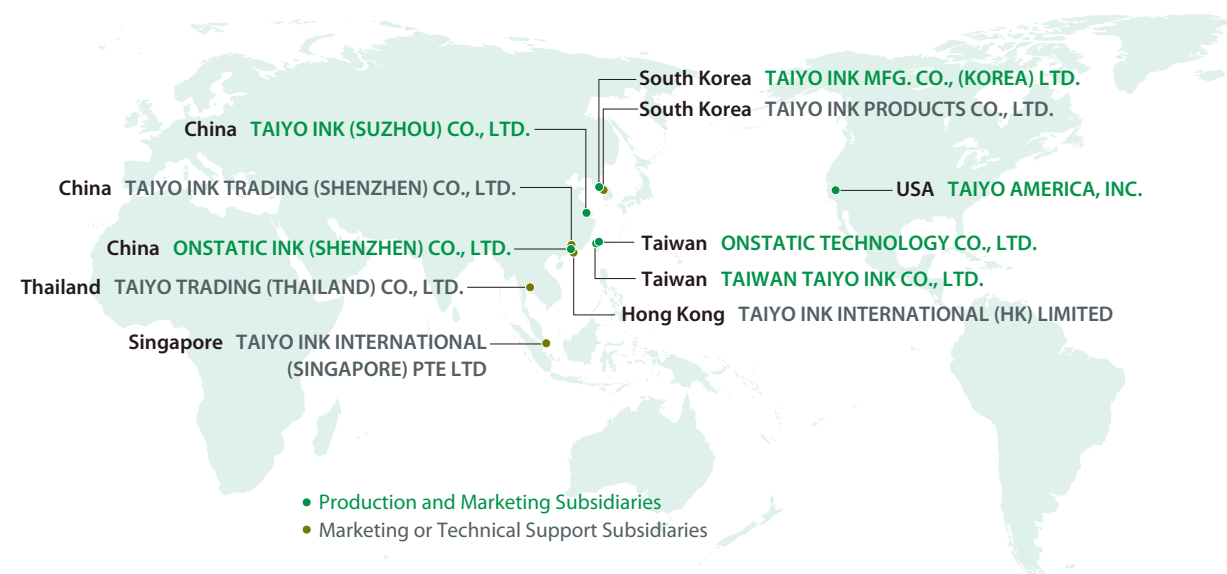 South Korea TAIYO INK MFG. CO., (KOREA) LTD.
South Korea TAIYO INK PRODUCTS CO., LTD.
China TAIYO INK (SUZHOU) CO., LTD.
China TAIYO INK TRADING (SHENZHEN) CO., LTD.
USA TAIYO AMERICA, INC.
China ONSTATIC INK (SHENZHEN) CO., LTD.
Taiwan ONSTATIC TECHNOLOGY CO., LTD.
Taiwan TAIWAN TAIYO INK CO., LTD.
Thailand TAIYO TRADING (THAILAND) CO., LTD.
Hong Kong TAIYO INK INTERNATIONAL (HK) LIMITED
Singapore TAIYO INK INTERNATIONAL
(SINGAPORE) PTE LTD
• Production and Marketing Subsidiaries
• Marketing or Technical Support Subsidiaries